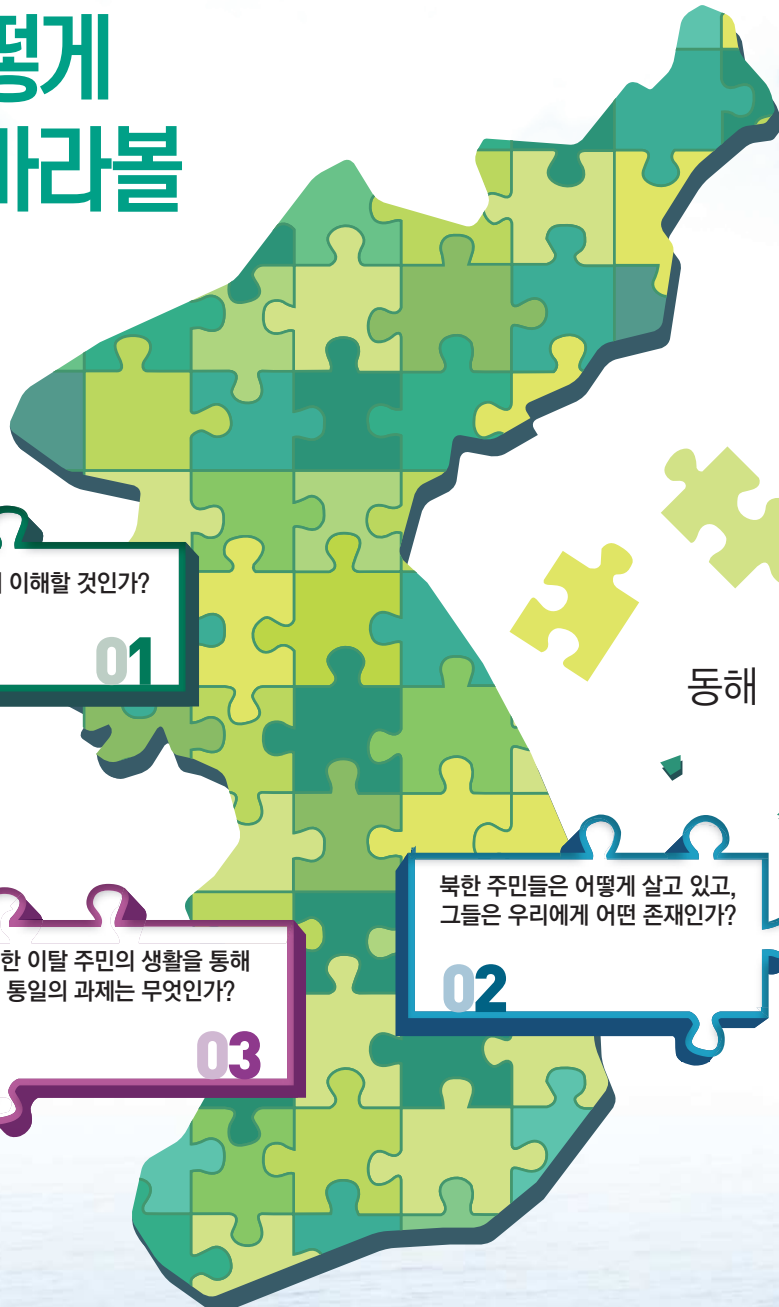 떻게
바라볼
이해할 것인가?
01
동해
북한 주민들은 어떻게 살고 있고,
그들은 우리에게 어떤 존재인가?
02
한 이탈 주민의 생활을 통해
통일의 과제는 무엇인가?
03